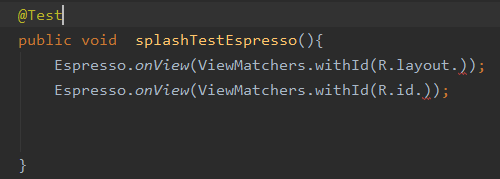 @Test
public void  splashTestEspresso(){
Espresso.onView(ViewMatchers.withId(R.layout.));
Espresso.onView(ViewMatchers.withId(R.id.));
}